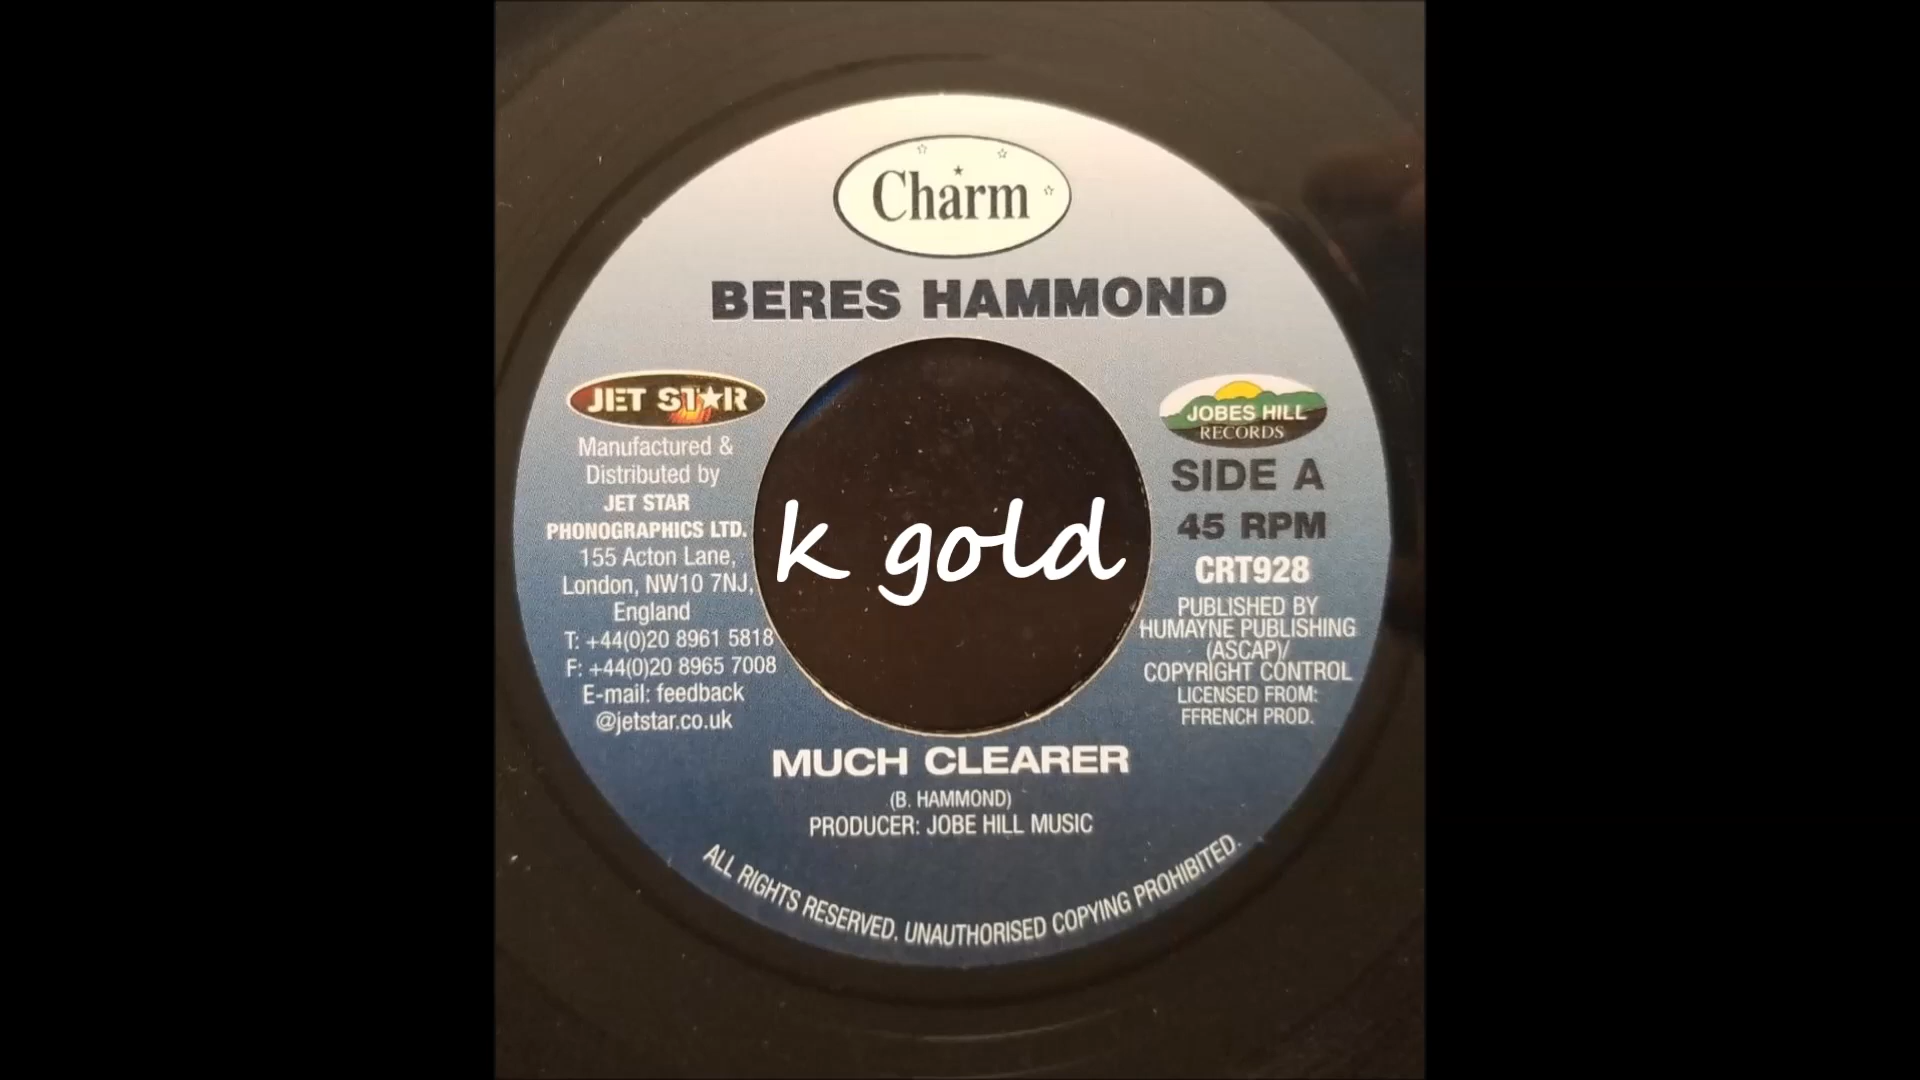 Charm
BERES HAMMOND
JET STAR
Manufactured &
Distributed by
JET STAR
PHONOGRAPHICS LTD.
155 Acton Lane,
London, NW10 7NJ,
England
T: +44(0)20 8961 5818
F: +44(0)20 8965 7008
E-mail: feedback
@jetstar.co.uk
k gold
JOBES HILL
RECORDS
SIDE A
45 RPM
CRT928
PUBLISHED BY
HUMAYNE PUBLISHING
(ASCAP)/
COPYRIGHT CONTROL
LICENSED FROM:
FFRENCH PROD.
MUCH CLEARER
(B. HAMMOND)
PRODUCER: JOBE HILL MUSIC
ALL RIGHTS RESERVED. UNAUTHORISED COPYING PROHIBITED.